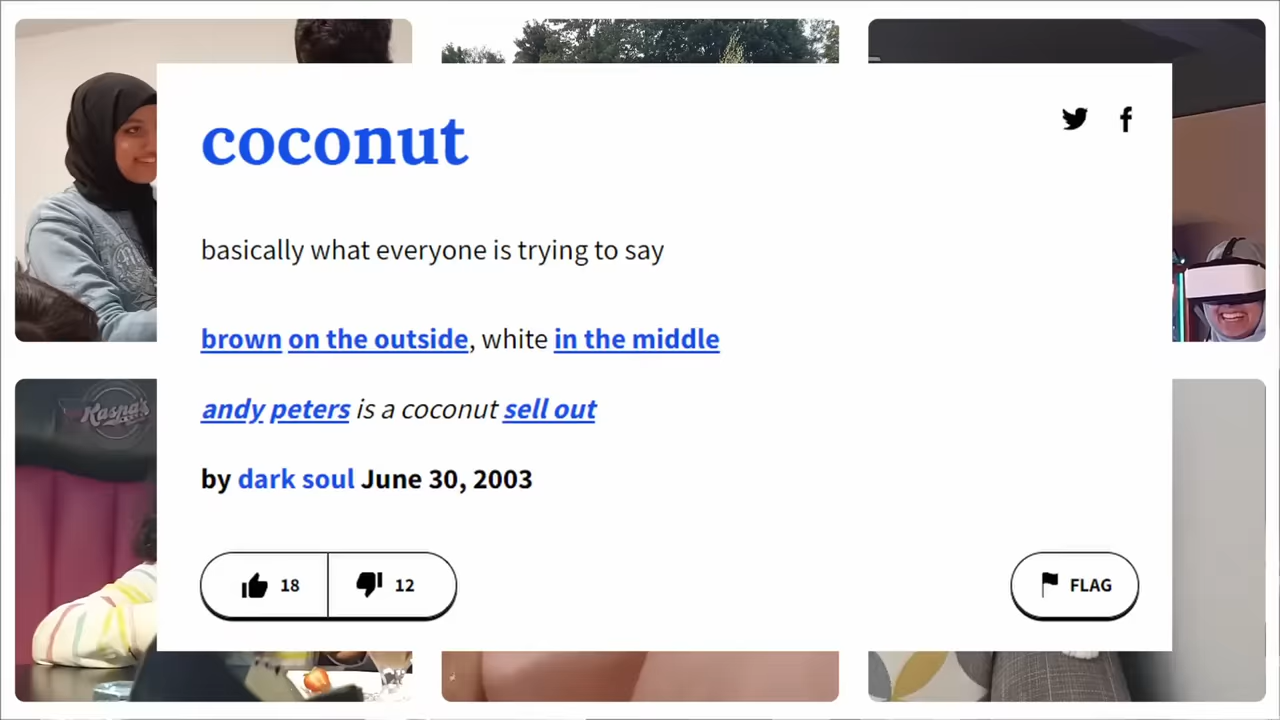 coconut
basically what everyone is trying to say
brown on the outside, white in the middle
andy peters is a coconut sell out
by dark soul June 30, 2003
18 12 FLAG
Kaspa's